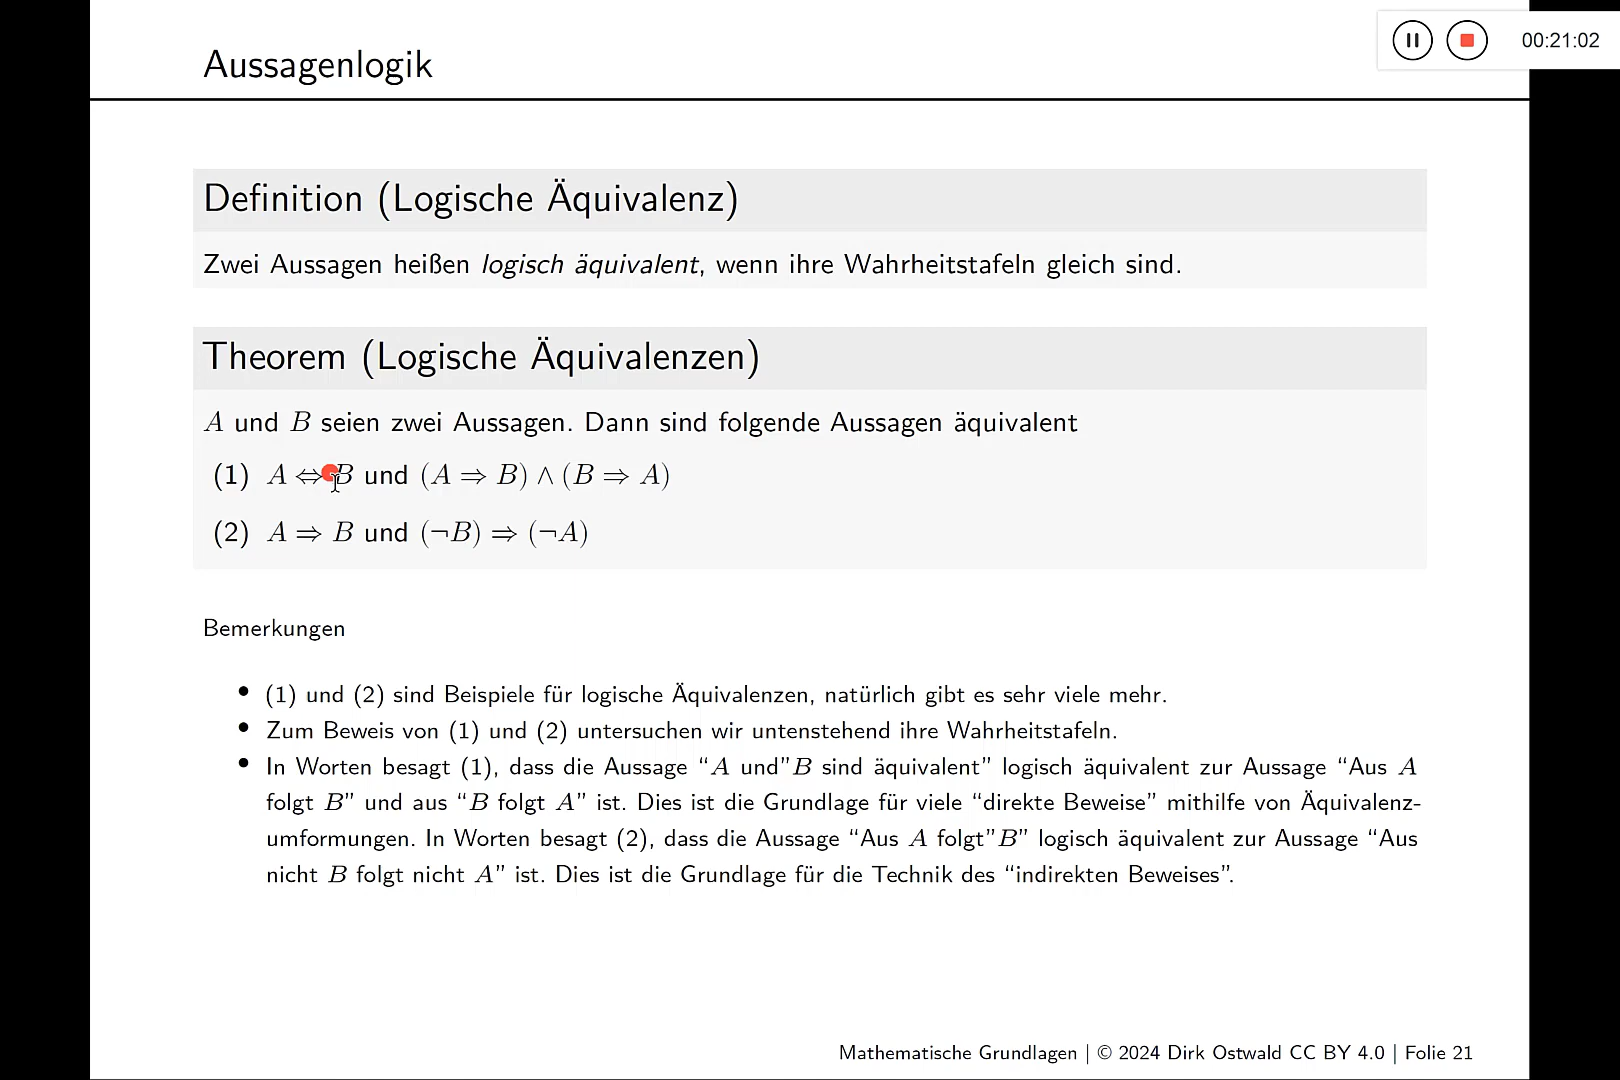 00:21:02
Aussagenlogik
Definition (Logische Äquivalenz)
Zwei Aussagen heißen logisch äquivalent, wenn ihre Wahrheitstafeln gleich sind.
Theorem (Logische Äquivalenzen)
A und B seien zwei Aussagen. Dann sind folgende Aussagen äquivalent
(1) A ⇔ B und (A ⇒ B) ∧ (B ⇒ A)
(2) A ⇒ B und (¬B) ⇒ (¬A)
Bemerkungen
• (1) und (2) sind Beispiele für logische Äquivalenzen, natürlich gibt es sehr viele mehr.
• Zum Beweis von (1) und (2) untersuchen wir untenstehend ihre Wahrheitstafeln.
• In Worten besagt (1), dass die Aussage “A und”B sind äquivalent” logisch äquivalent zur Aussage “Aus A
folgt B” und aus “B folgt A” ist. Dies ist die Grundlage für viele “direkte Beweise” mithilfe von Äquivalenz-
umformungen. In Worten besagt (2), dass die Aussage “Aus A folgt”B” logisch äquivalent zur Aussage “Aus
nicht B folgt nicht A” ist. Dies ist die Grundlage für die Technik des “indirekten Beweises”.
Mathematische Grundlagen | © 2024 Dirk Ostwald CC BY 4.0 | Folie 21